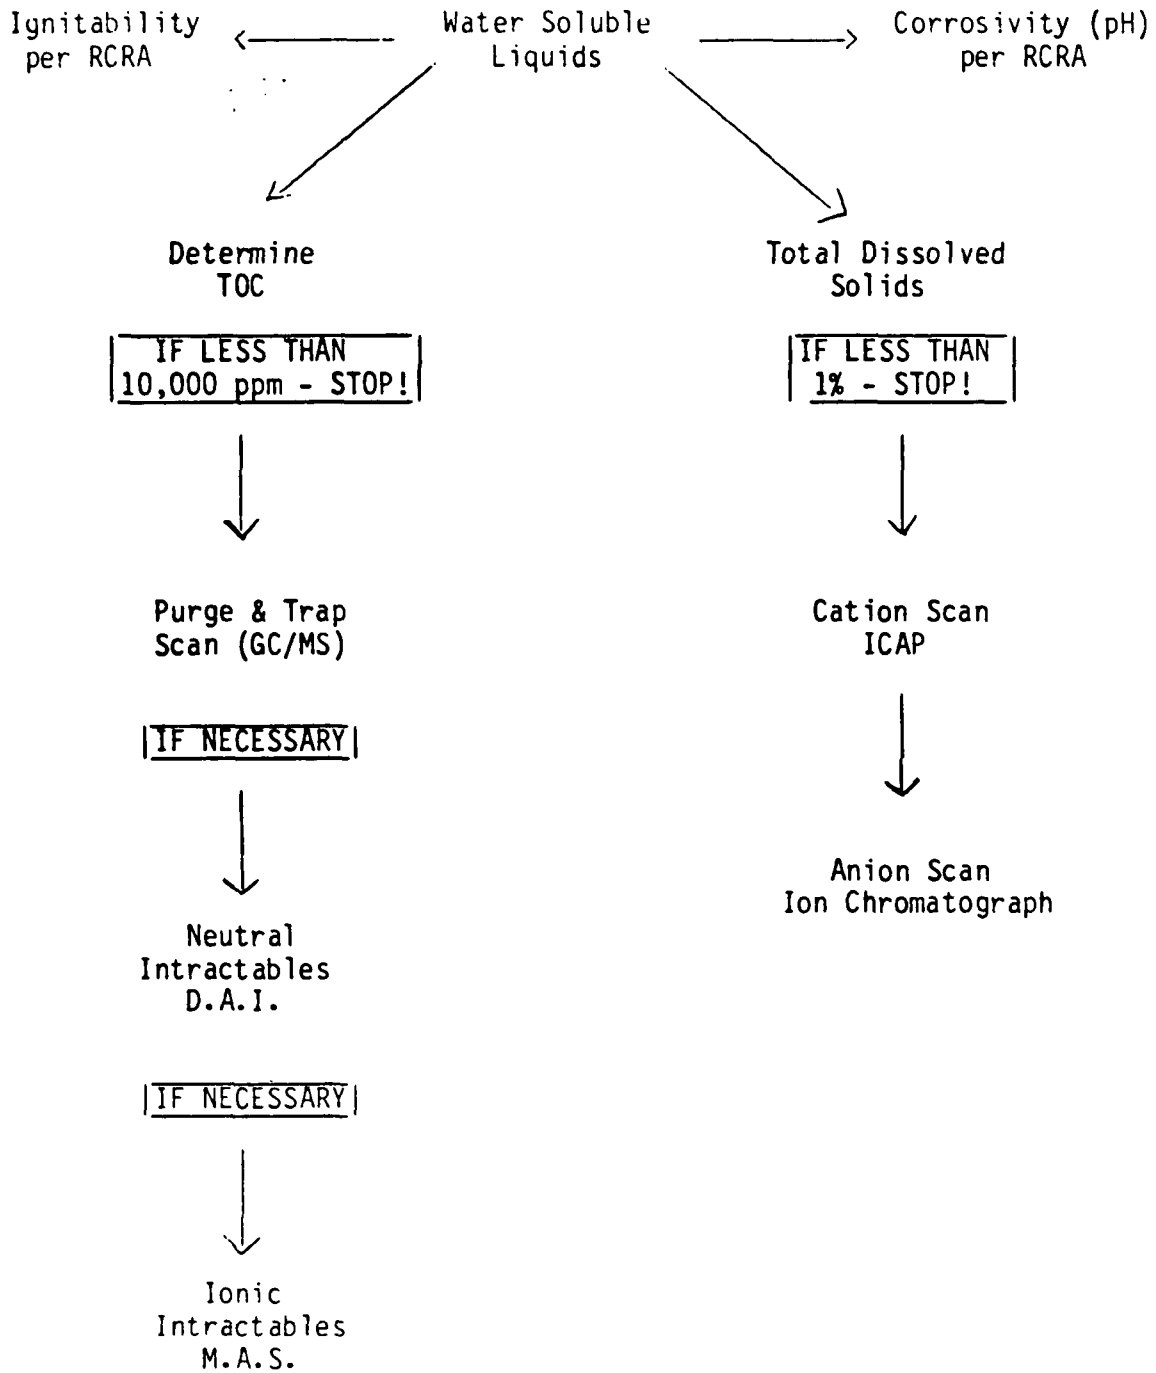 Ignitability
per RCRA
Water Soluble
Liquids
Corrosivity (pH)
per RCRA
Determine
TOC
IF LESS THAN
10,000 ppm - STOP!
Total Dissolved
Solids
IF LESS THAN
1% - STOP!
Purge & Trap
Scan (GC/MS)
Cation Scan
ICAP
IF NECESSARY
Anion Scan
Ion Chromatograph
Neutral
Intractables
D.A.I.
IF NECESSARY
Ionic
Intractables
M.A.S.